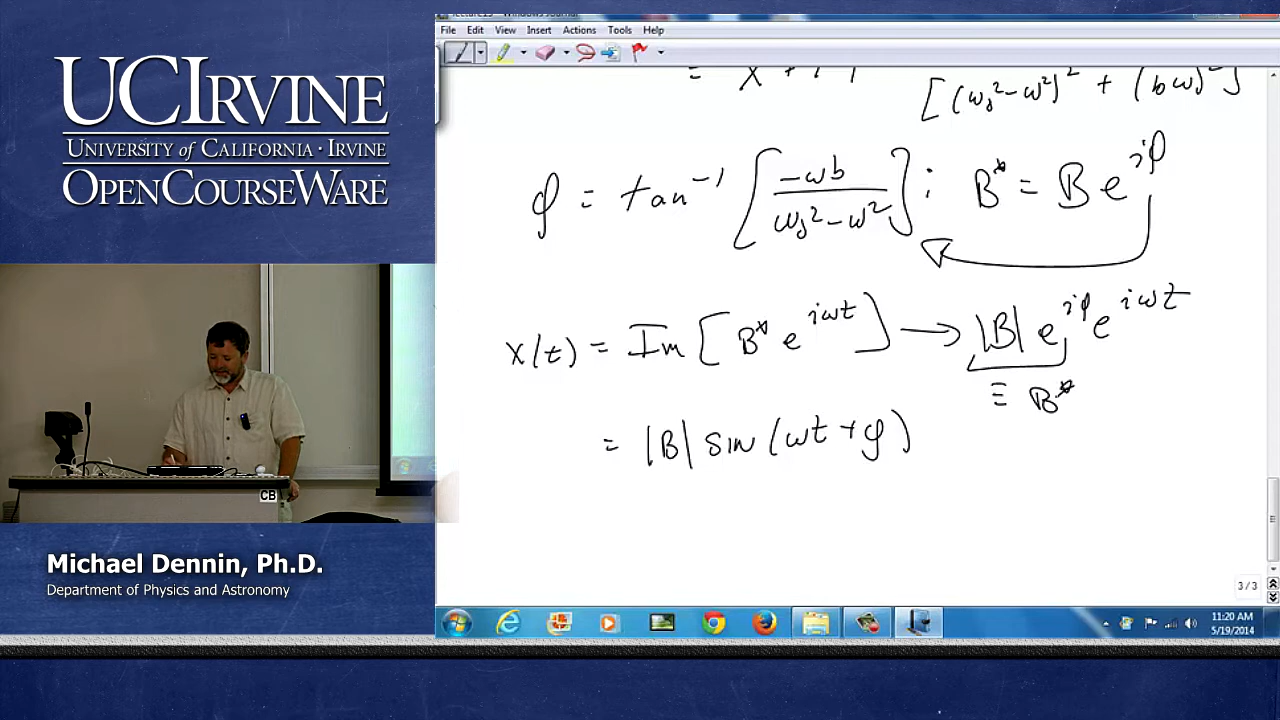 UCIRVINE
UNIVERSITY of CALIFORNIA · IRVINE
OPENCOURSEWARE
CB
Michael Dennin, Ph.D.
Department of Physics and Astronomy
File Edit View Insert Actions Tools Help
[(ω₀²-ω²)² + (bω)²]
φ = tan⁻¹ [-ωb / ω₀²-ω²] ; B* = B e^{iφ}
x(t) = Im [B* e^{iωt}] → |B| e^{iφ} e^{iωt}
≡ B*
= |B| sin(ωt+φ)
3/3
11:20 AM
5/19/2014